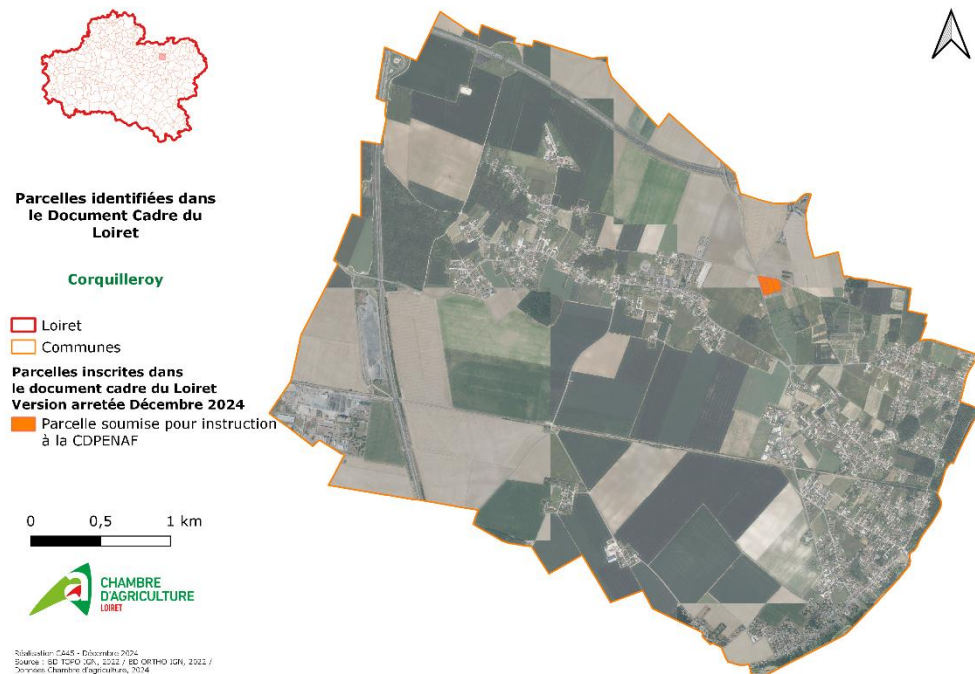 Parcelles identifiées dans
le Document Cadre du
Loiret
Corquilleroy
Loiret
Communes
Parcelles inscrites dans
le document cadre du Loiret
Version arretée Décembre 2024
Parcelle soumise pour instruction
à la CDPENAF
0 0,5 1 km
CHAMBRE
D'AGRICULTURE
LOIRET
Réalisation CA45 - Décembre 2024
Source : BD TOPO IGN, 2022 / BD ORTHO IGN, 2022 /
Données Chambre d'agriculture, 2024